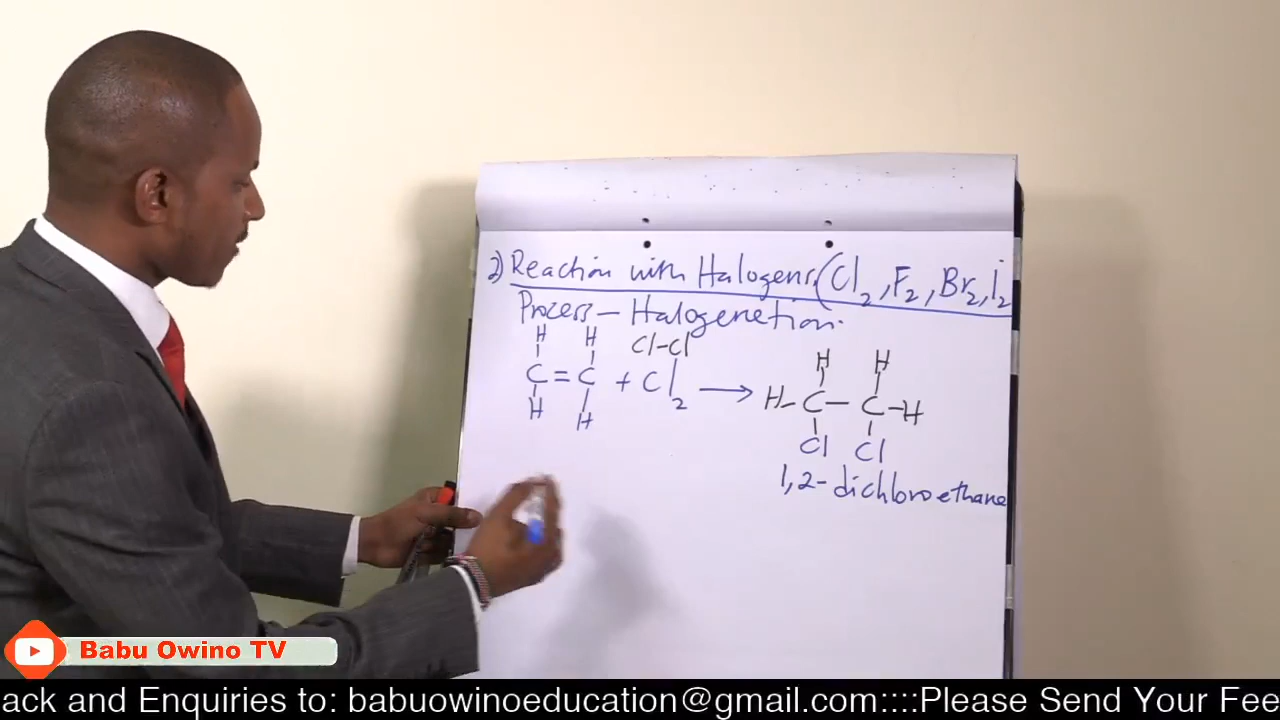 2) Reaction with Halogens (Cl2, F2, Br2, I2
Process – Halogenetion.
H H Cl-Cl H H
C = C + Cl2 → H - C - C - H
H H Cl Cl
1,2-dichloroethane
Babu Owino TV
ack and Enquiries to: babuowinoeducation@gmail.com::::Please Send Your Fee